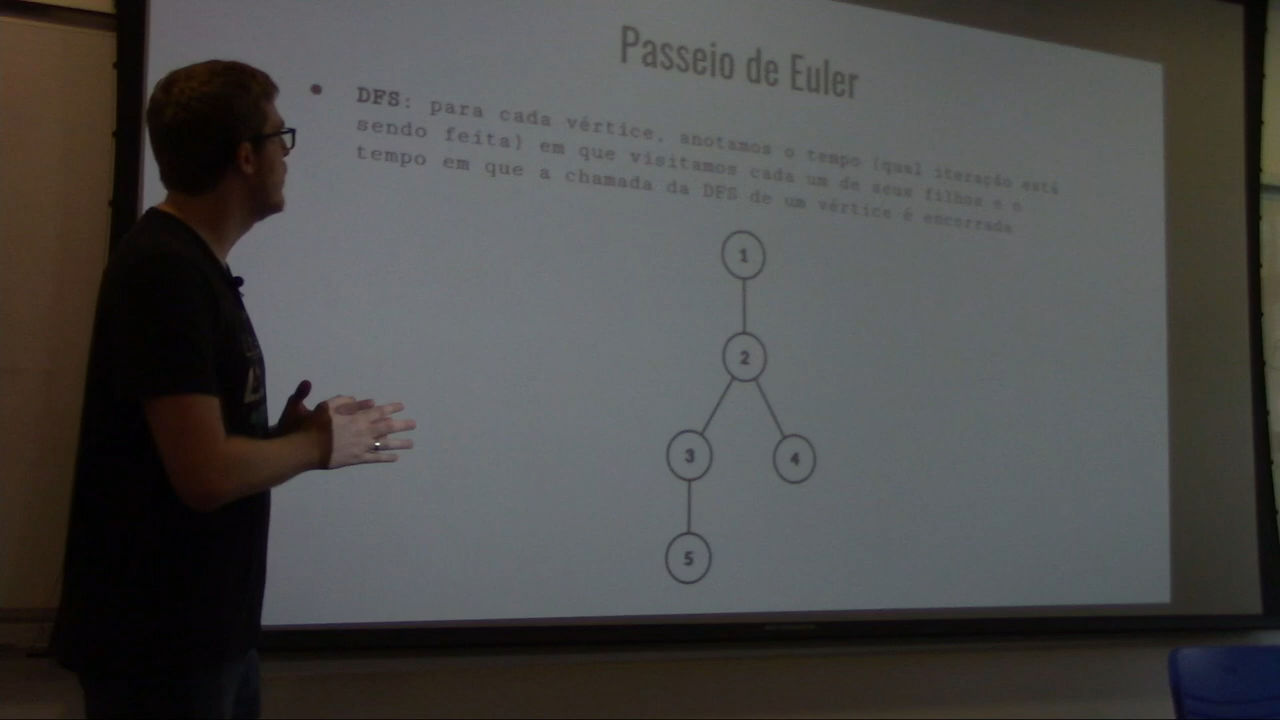 Passeio de Euler
• DFS: para cada vértice, anotamos o tempo (qual iteração está
sendo feita) em que visitamos cada um de seus filhos e o
tempo em que a chamada da DFS de um vértice é encerrada
1
2
3 4
5